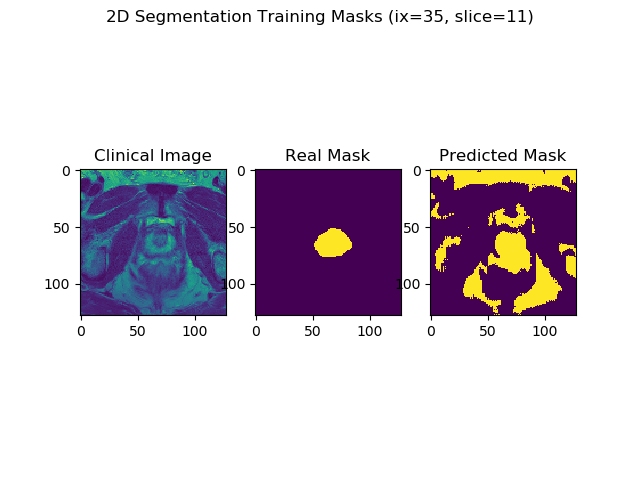 2D Segmentation Training Masks (ix=35, slice=11)
Clinical Image Real Mask Predicted Mask
0 0 0
50 50 50
100 100 100
0 50 100 0 50 100 0 50 100